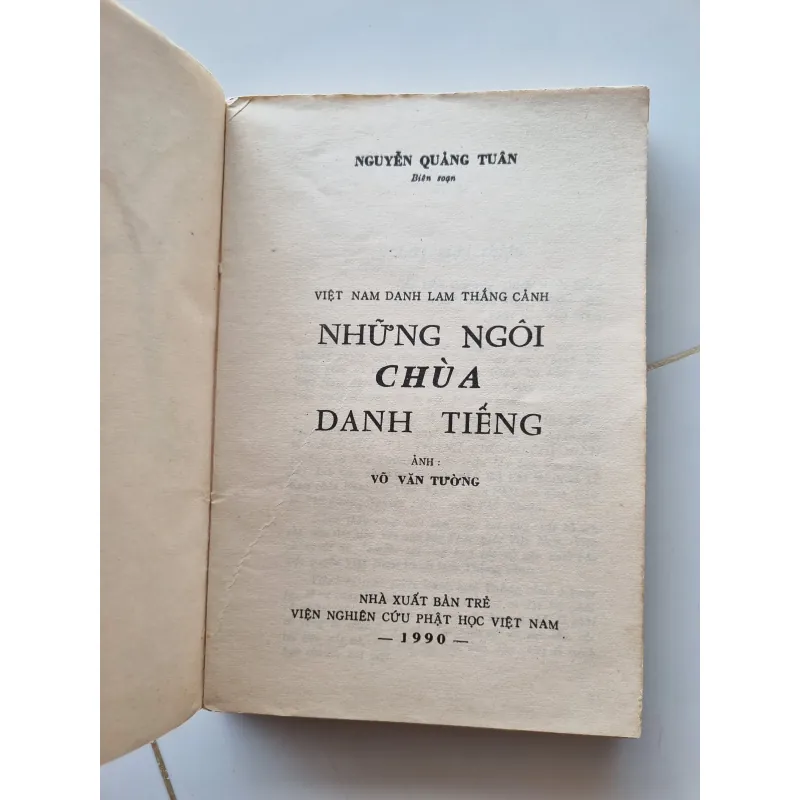 NGUYỄN QUẢNG TUÂN
Biên soạn
VIỆT NAM DANH LAM THẮNG CẢNH
NHỮNG NGÔI
CHÙA
DANH TIẾNG
ẢNH :
VÕ VĂN TƯỜNG
NHÀ XUẤT BẢN TRẺ
VIỆN NGHIÊN CỨU PHẬT HỌC VIỆT NAM
— 1990 —